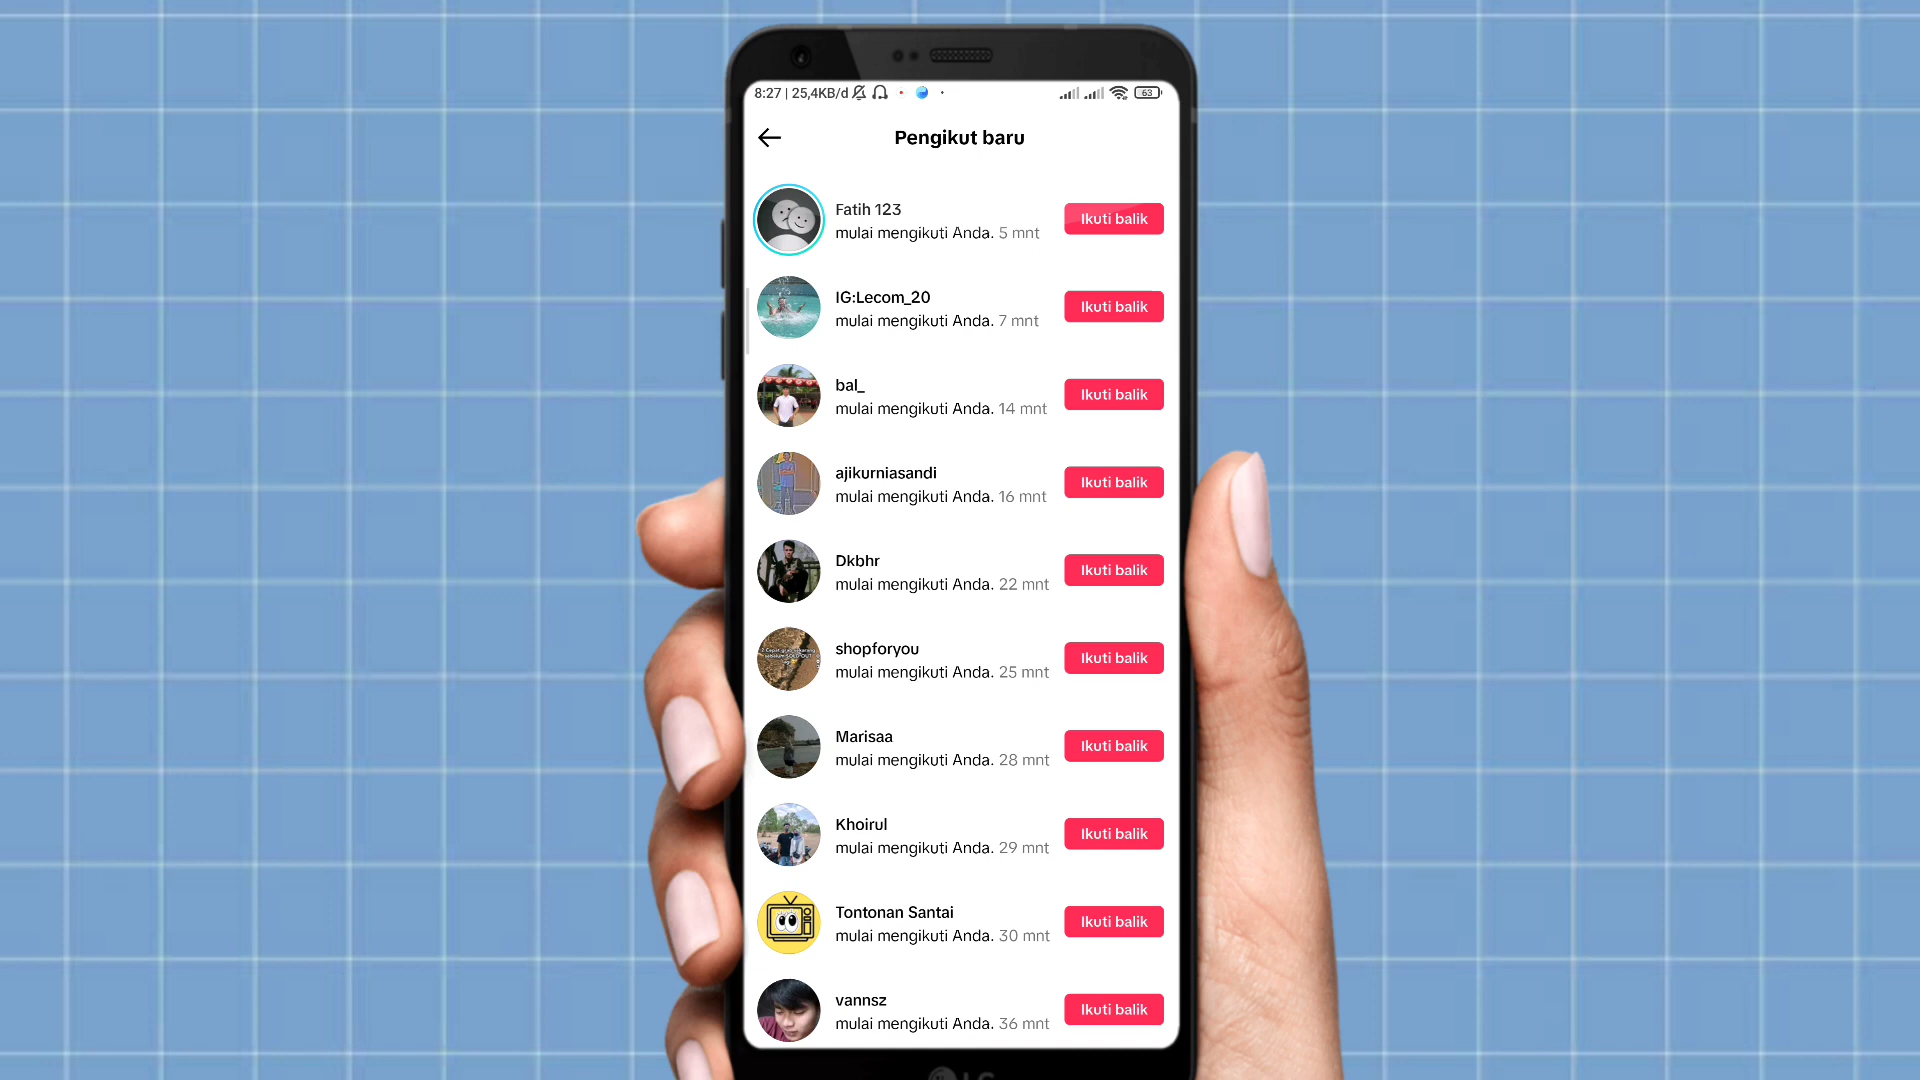 8:27 | 25,4KB/d
63
Pengikut baru
Fatih 123
mulai mengikuti Anda. 5 mnt
Ikuti balik
IG:Lecom_20
mulai mengikuti Anda. 7 mnt
Ikuti balik
bal_
mulai mengikuti Anda. 14 mnt
Ikuti balik
ajikurniasandi
mulai mengikuti Anda. 16 mnt
Ikuti balik
Dkbhr
mulai mengikuti Anda. 22 mnt
Ikuti balik
shopforyou
mulai mengikuti Anda. 25 mnt
Ikuti balik
Marisaa
mulai mengikuti Anda. 28 mnt
Ikuti balik
Khoirul
mulai mengikuti Anda. 29 mnt
Ikuti balik
Tontonan Santai
mulai mengikuti Anda. 30 mnt
Ikuti balik
vannsz
mulai mengikuti Anda. 36 mnt
Ikuti balik
LG